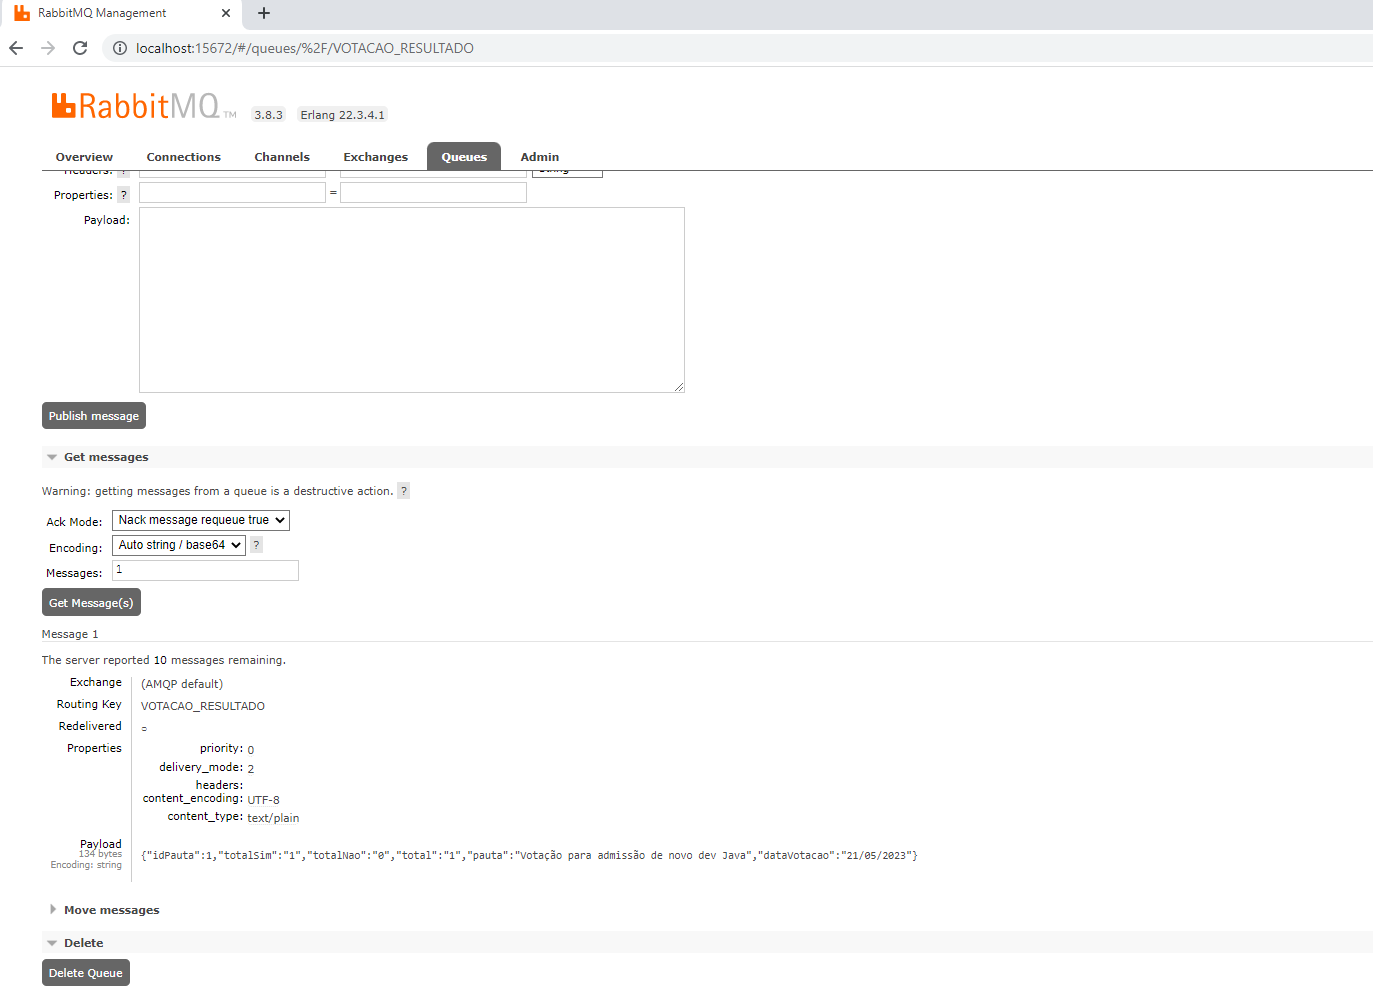 RabbitMQ Management
localhost:15672/#/queues/%2F/VOTACAO_RESULTADO
RabbitMQ TM 3.8.3 Erlang 22.3.4.1
Overview Connections Channels Exchanges Queues Admin
Headers: ? String
Properties: ? =
Payload:
Publish message
Get messages
Warning: getting messages from a queue is a destructive action. ?
Ack Mode: Nack message requeue true
Encoding: Auto string / base64 ?
Messages: 1
Get Message(s)
Message 1
The server reported 10 messages remaining.
Exchange (AMQP default)
Routing Key VOTACAO_RESULTADO
Redelivered ○
Properties priority: 0
delivery_mode: 2
headers:
content_encoding: UTF-8
content_type: text/plain
Payload
134 bytes
Encoding: string
{"idPauta":1,"totalSim":"1","totalNao":"0","total":"1","pauta":"Votação para admissão de novo dev Java","dataVotacao":"21/05/2023"}
Move messages
Delete
Delete Queue